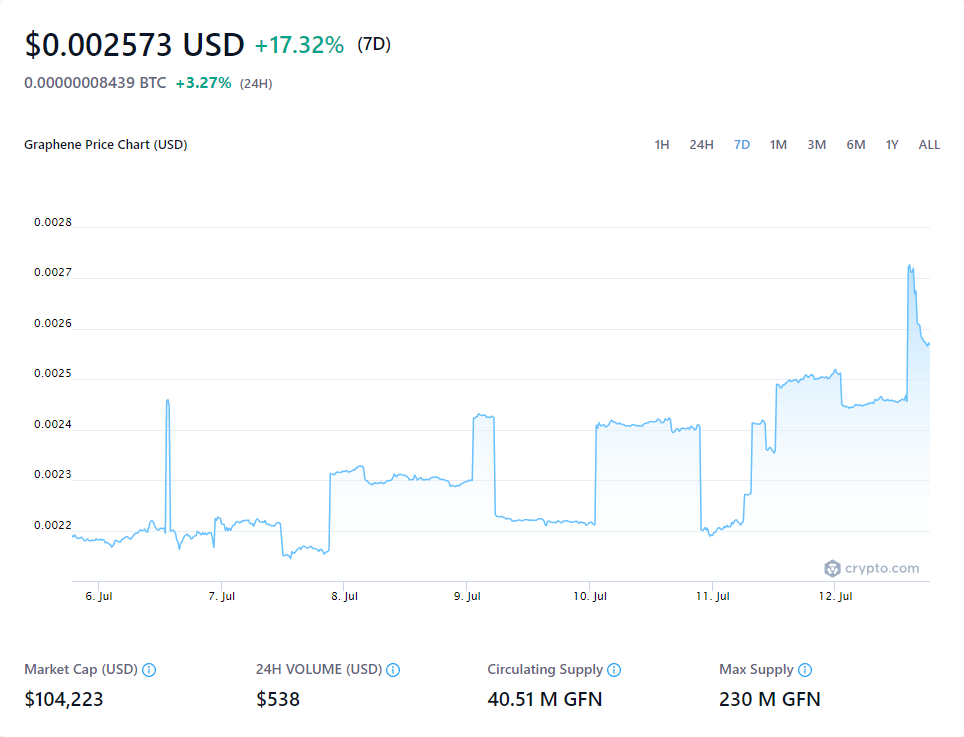 $0.002573 USD +17.32% (7D)
0.00000008439 BTC +3.27% (24H)
Graphene Price Chart (USD) 1H 24H 7D 1M 3M 6M 1Y ALL
0.0028
0.0027
0.0026
0.0025
0.0024
0.0023
0.0022
crypto.com
6. Jul 7. Jul 8. Jul 9. Jul 10. Jul 11. Jul 12. Jul
Market Cap (USD) 24H VOLUME (USD) Circulating Supply Max Supply
$104,223 $538 40.51 M GFN 230 M GFN